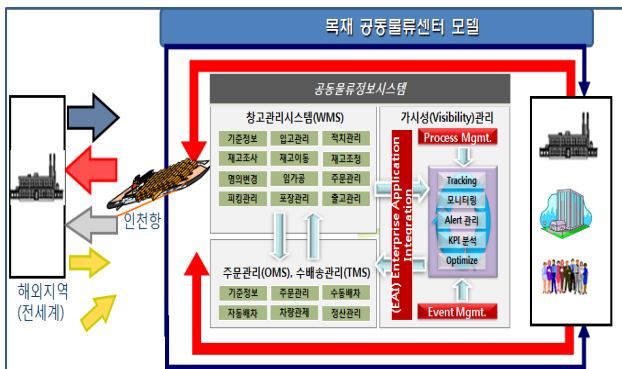 목재 공동물류센터 모델
공동물류정보시스템
창고관리시스템(WMS)
기준정보 입고관리 적치관리
재고조사 재고이동 재고조정
명의변경 임가공 주문관리
피킹관리 포장관리 출고관리
가시성(Visibility)관리
Process Mgmt.
Tracking
모니터링
Alert 관리
KPI 분석
Optimize
Event Mgmt.
(EAI) Enterprise Application
Integration
주문관리(OMS), 수배송관리(TMS)
기준정보 주문관리 수동배차
자동배차 차량관제 정산관리
인천항
해외지역
(전세계)